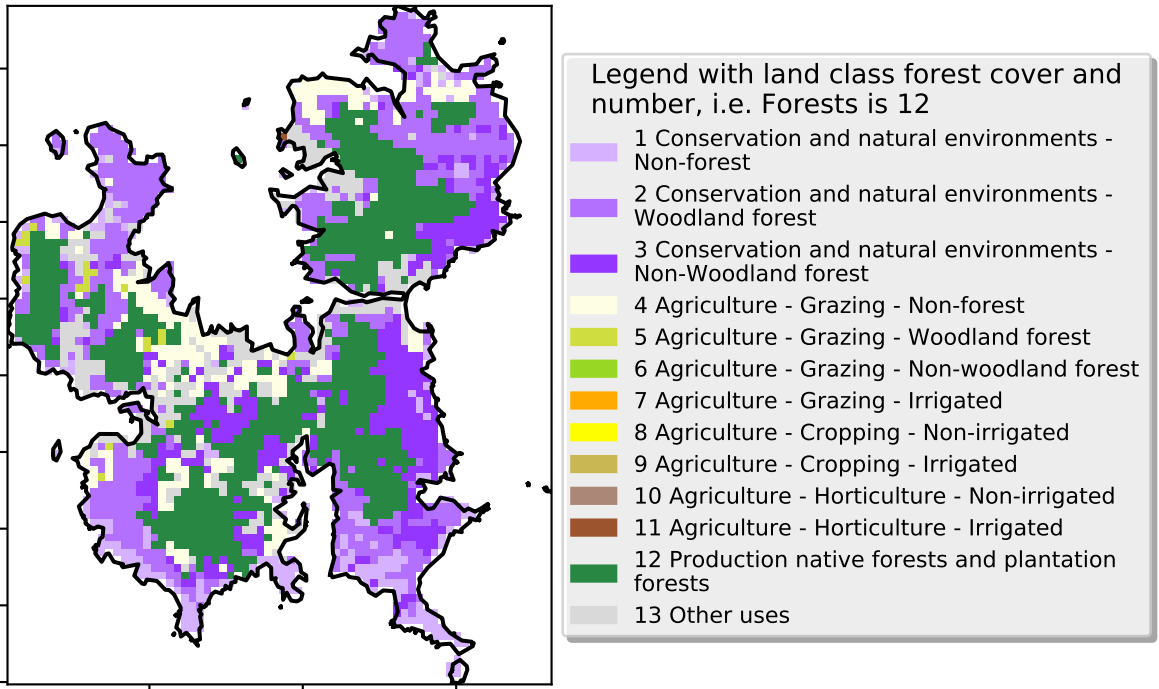 Legend with land class forest cover and
number, i.e. Forests is 12
1 Conservation and natural environments -
Non-forest
2 Conservation and natural environments -
Woodland forest
3 Conservation and natural environments -
Non-Woodland forest
4 Agriculture - Grazing - Non-forest
5 Agriculture - Grazing - Woodland forest
6 Agriculture - Grazing - Non-woodland forest
7 Agriculture - Grazing - Irrigated
8 Agriculture - Cropping - Non-irrigated
9 Agriculture - Cropping - Irrigated
10 Agriculture - Horticulture - Non-irrigated
11 Agriculture - Horticulture - Irrigated
12 Production native forests and plantation
forests
13 Other uses